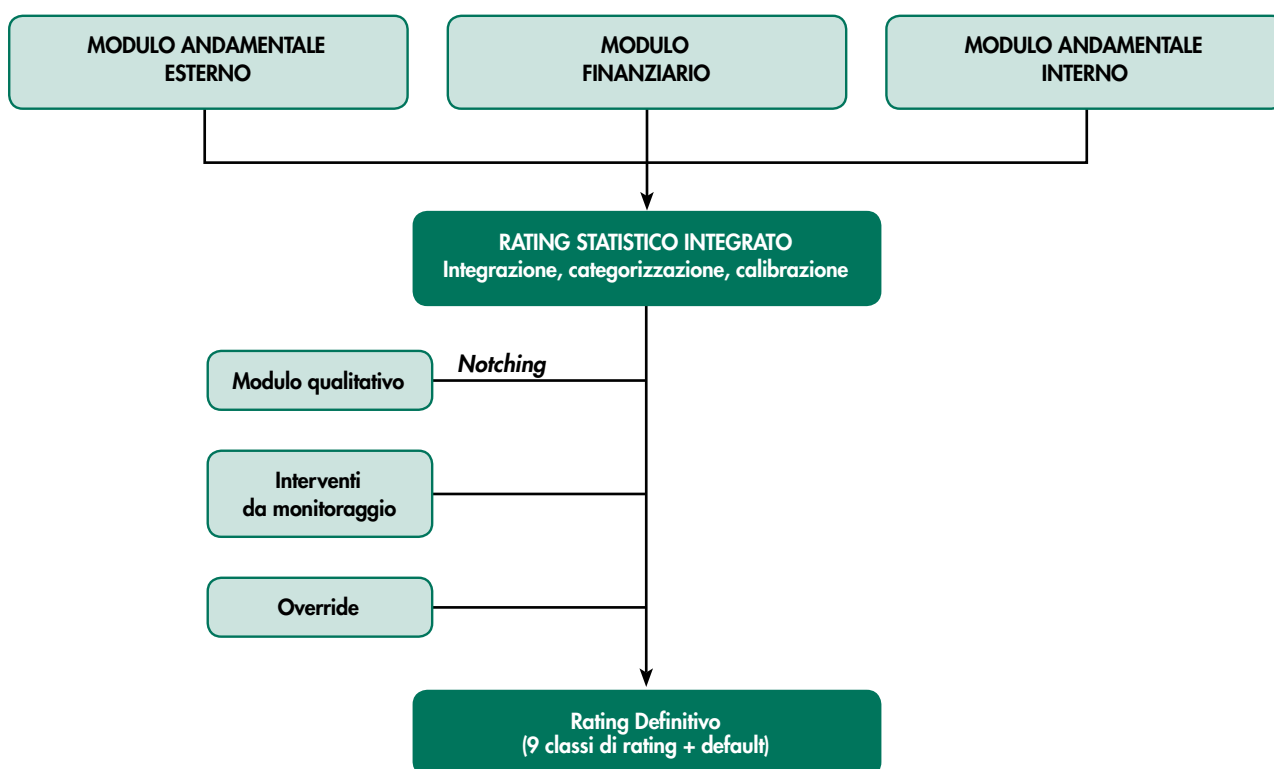 MODULO ANDAMENTALE
ESTERNO
MODULO
FINANZIARIO
MODULO ANDAMENTALE
INTERNO
RATING STATISTICO INTEGRATO
Integrazione, categorizzazione, calibrazione
Modulo qualitativo
Notching
Interventi
da monitoraggio
Override
Rating Definitivo
(9 classi di rating + default)